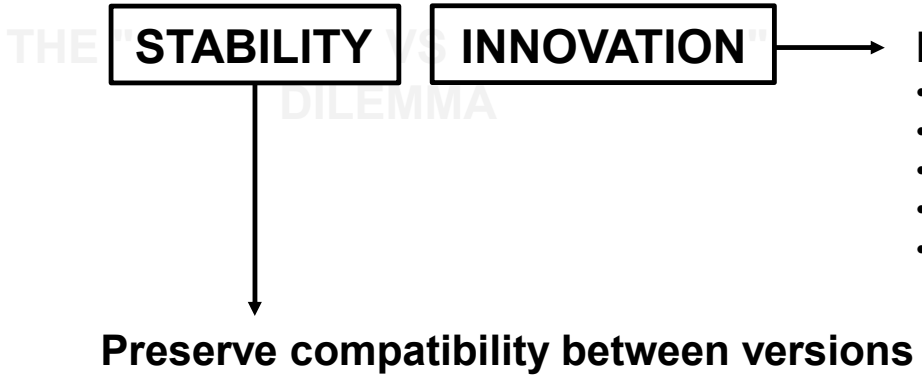 THE "STABILITY VS INNOVATION"
DILEMMA
Preserve compatibility between versions